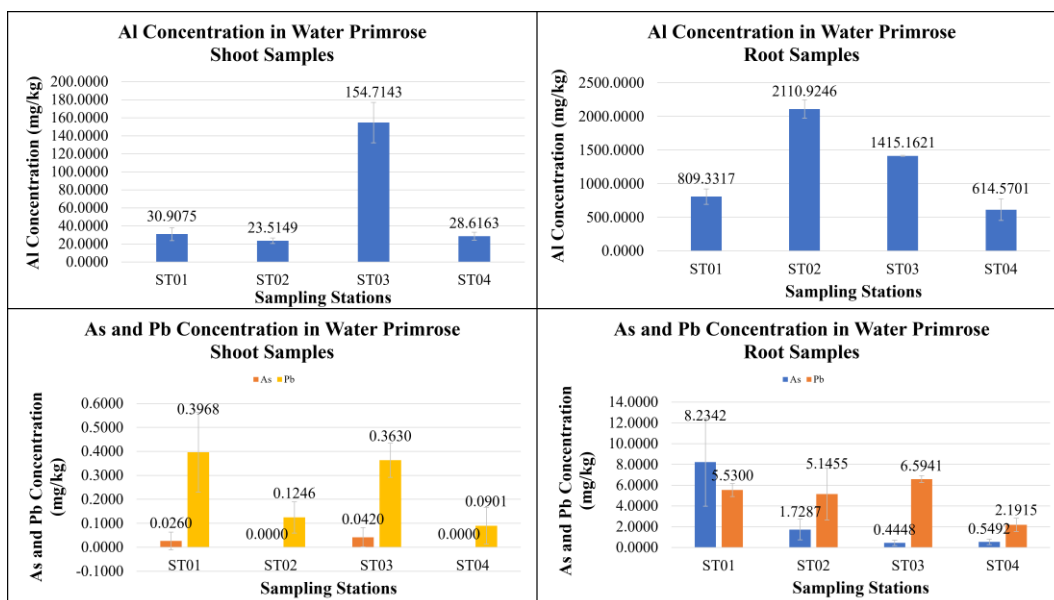 Al Concentration in Water Primrose
Shoot Samples
Al Concentration (mg/kg)
200.0000
180.0000
160.0000
140.0000
120.0000
100.0000
80.0000
60.0000
40.0000
20.0000
0.0000
30.9075
23.5149
154.7143
28.6163
ST01 ST02 ST03 ST04
Sampling Stations
Al Concentration in Water Primrose
Root Samples
Al Concentration (mg/kg)
2500.0000
2000.0000
1500.0000
1000.0000
500.0000
0.0000
809.3317
2110.9246
1415.1621
614.5701
ST01 ST02 ST03 ST04
Sampling Stations
As and Pb Concentration in Water Primrose
Shoot Samples
As Pb
As and Pb Concentration
(mg/kg)
0.6000
0.5000
0.4000
0.3000
0.2000
0.1000
0.0000
-0.1000
0.0260
0.3968
0.0000
0.1246
0.0420
0.3630
0.0000
0.0901
ST01 ST02 ST03 ST04
Sampling Stations
As and Pb Concentration in Water Primrose
Root Samples
As Pb
As and Pb Concentration
(mg/kg)
14.0000
12.0000
10.0000
8.0000
6.0000
4.0000
2.0000
0.0000
8.2342
5.5300
1.7287
5.1455
0.4448
6.5941
0.5492
2.1915
ST01 ST02 ST03 ST04
Sampling Stations